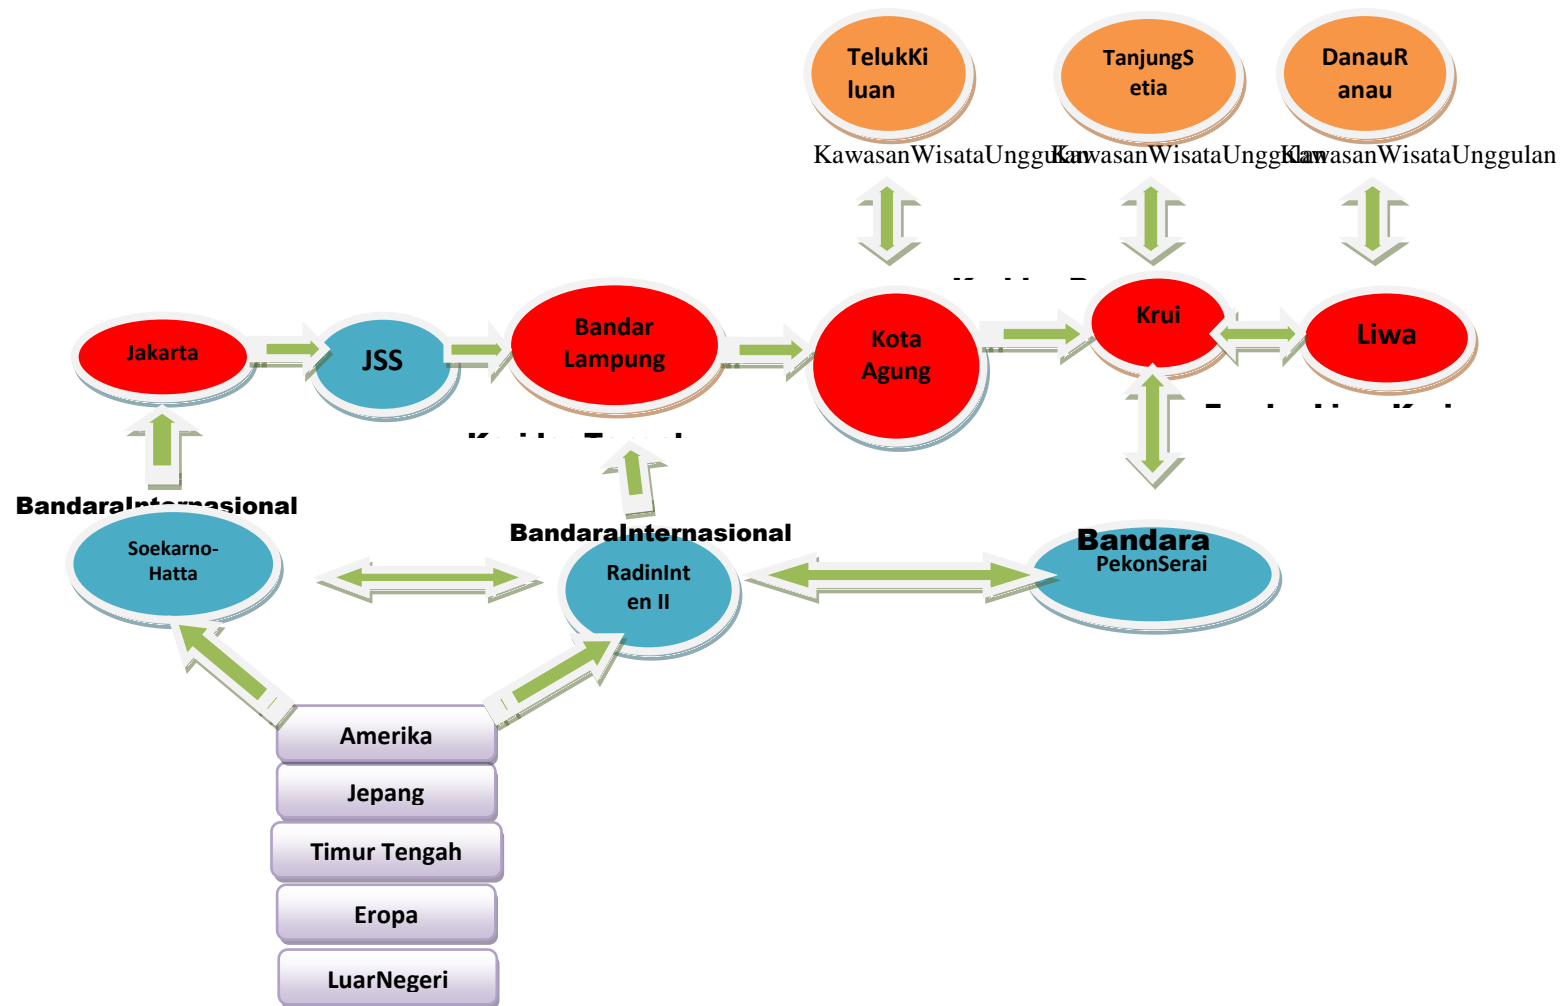 TelukKi
luan
TanjungS
etia
DanauR
anau
KawasanWisataUnggulan
KawasanWisataUnggulan
KawasanWisataUnggulan
Jakarta
JSS
Bandar
Lampung
Kota
Agung
Krui
Liwa
BandaraInternasional
Soekarno-
Hatta
BandaraInternasional
RadinInt
en II
Bandara
PekonSerai
Amerika
Jepang
Timur Tengah
Eropa
LuarNegeri